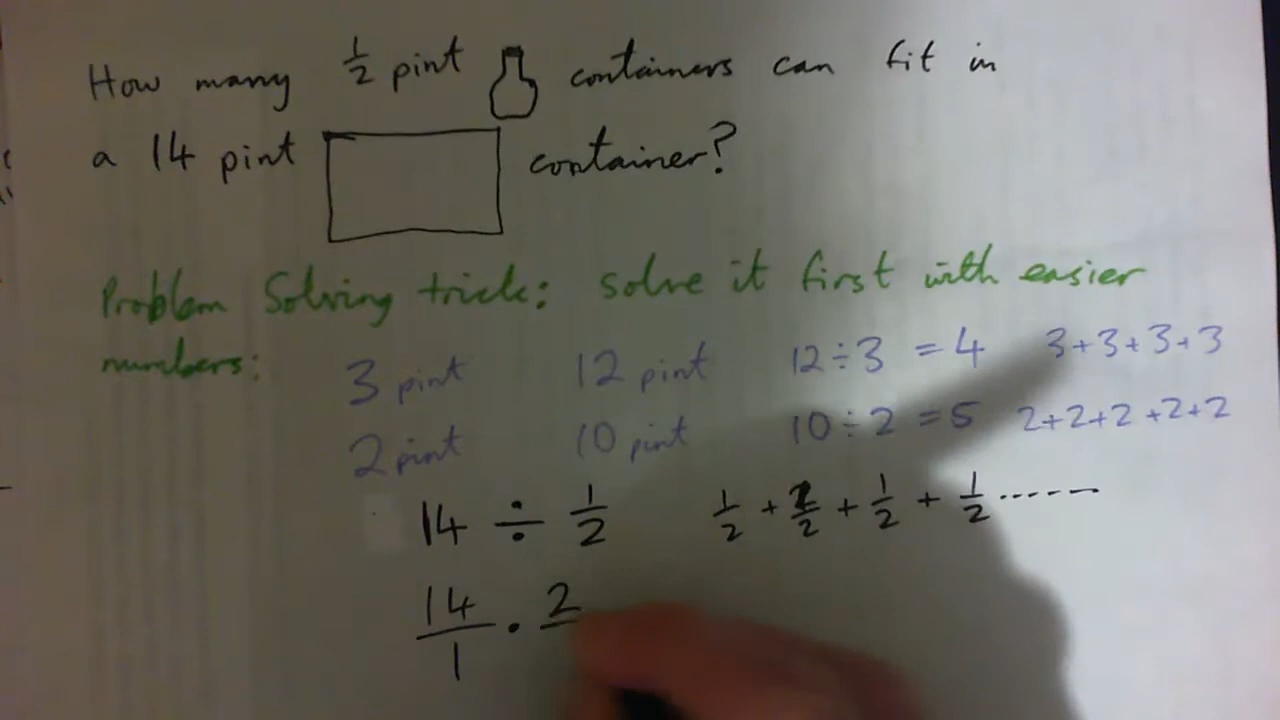 How many 1/2 pint containers can fit in
a 14 pint container?
Problem Solving trick: solve it first with easier
numbers:
3 pint 12 pint 12÷3 = 4 3+3+3+3
2 pint 10 pint 10÷2 = 5 2+2+2+2+2
14 ÷ 1/2 1/2 + 1/2 + 1/2 + 1/2 ......
14/1 · 2